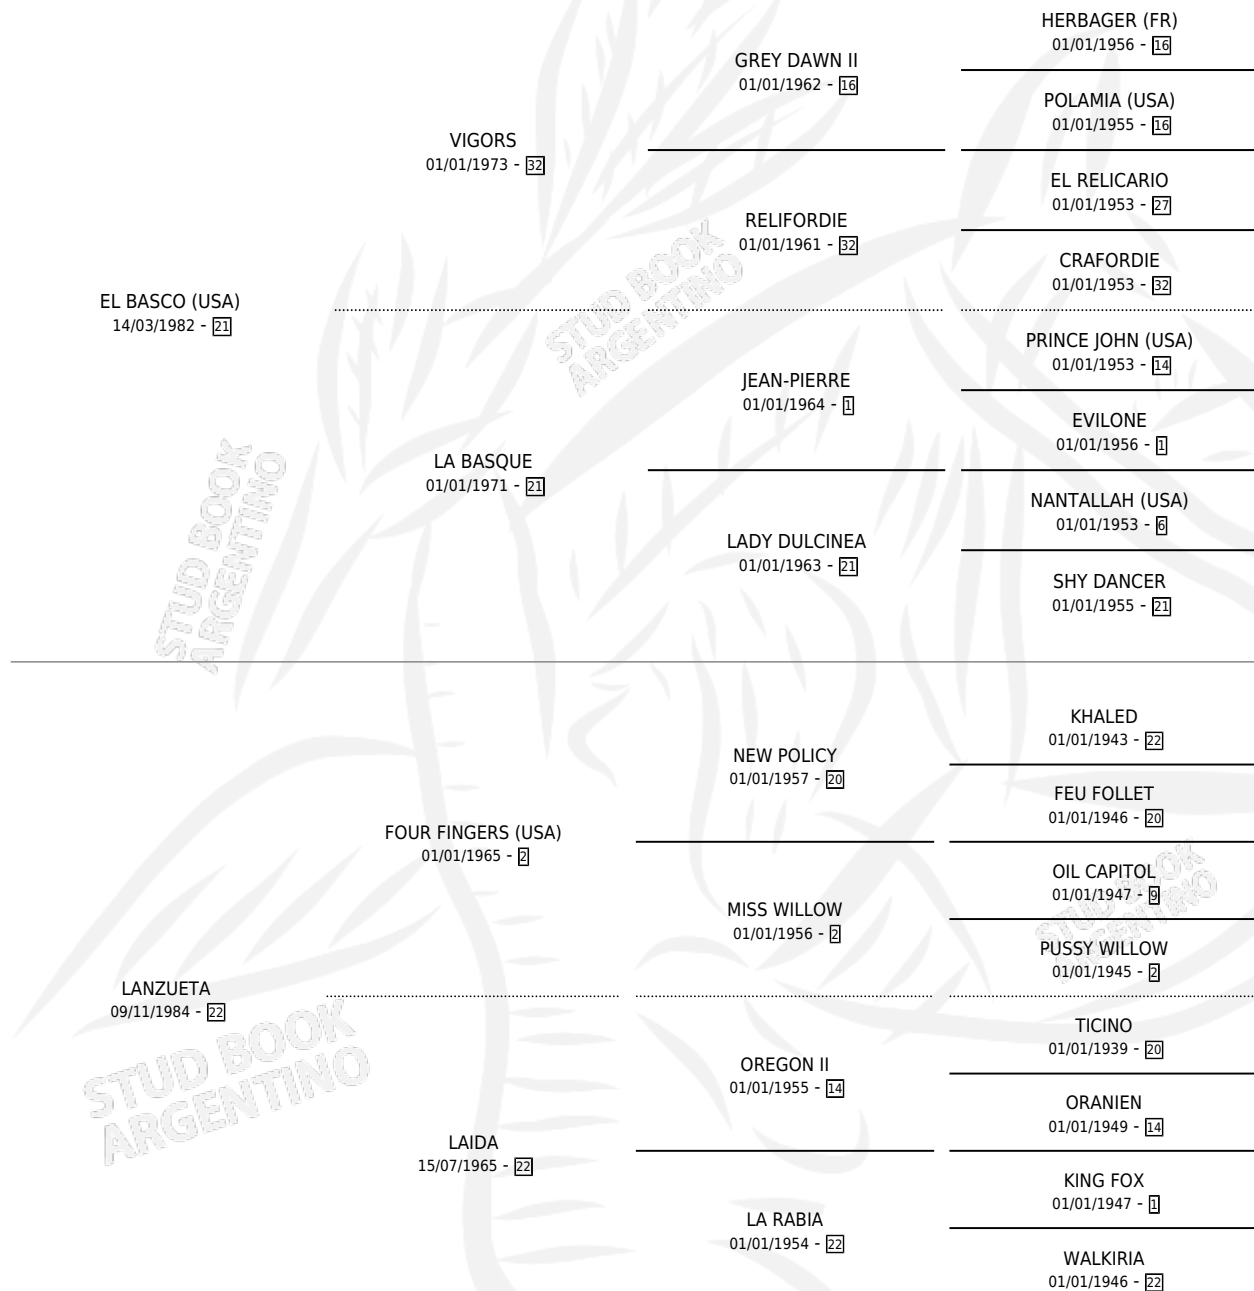 HERBAGER (FR)
01/01/1956 - 16
GREY DAWN II
01/01/1962 - 16
POLAMIA (USA)
01/01/1955 - 16
VIGORS
01/01/1973 - 32
EL RELICARIO
01/01/1953 - 27
RELIFORDIE
01/01/1961 - 32
CRAFORDIE
01/01/1953 - 32
EL BASCO (USA)
14/03/1982 - 21
STUD BOOK
ARGENTINO
PRINCE JOHN (USA)
01/01/1953 - 14
JEAN-PIERRE
01/01/1964 - 1
EVILONE
01/01/1956 - 1
LA BASQUE
01/01/1971 - 21
NANTALLAH (USA)
01/01/1953 - 6
LADY DULCINEA
01/01/1963 - 21
SHY DANCER
01/01/1955 - 21
STUD BOOK
ARGENTINO
KHALED
01/01/1943 - 22
NEW POLICY
01/01/1957 - 20
FEU FOLLET
01/01/1946 - 20
FOUR FINGERS (USA)
01/01/1965 - 2
OIL CAPITOL
01/01/1947 - 9
MISS WILLOW
01/01/1956 - 2
STUD BOOK
ARGENTINO
PUSSY WILLOW
01/01/1945 - 2
LANZUETA
09/11/1984 - 22
TICINO
01/01/1939 - 20
OREGON II
01/01/1955 - 14
STUD BOOK
ARGENTINO
ORANIEN
01/01/1949 - 14
LAIDA
15/07/1965 - 22
KING FOX
01/01/1947 - 1
LA RABIA
01/01/1954 - 22
WALKIRIA
01/01/1946 - 22